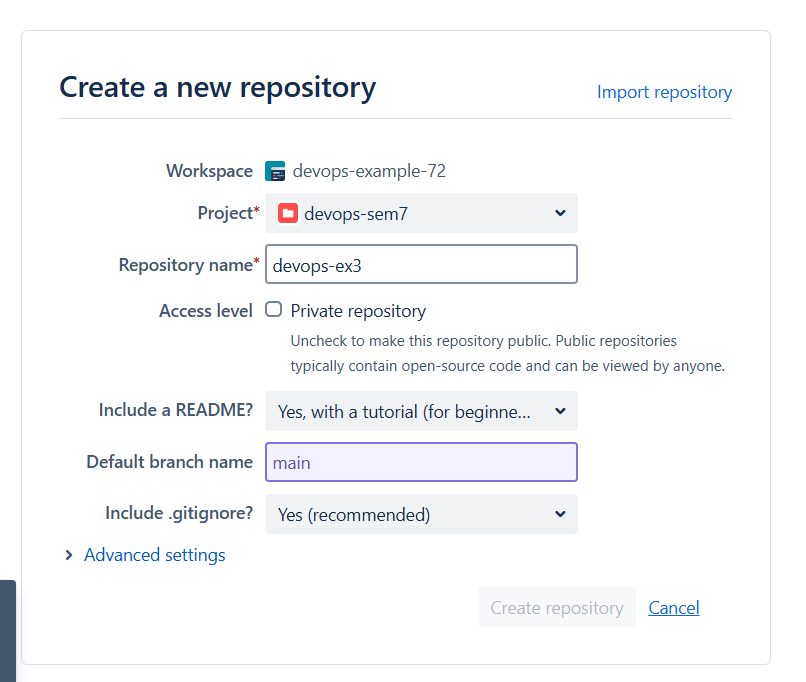 Create a new repository
Import repository
Workspace devops-example-72
Project* devops-sem7
Repository name* devops-ex3
Access level Private repository
Uncheck to make this repository public. Public repositories
typically contain open-source code and can be viewed by anyone.
Include a README? Yes, with a tutorial (for beginne...
Default branch name main
Include .gitignore? Yes (recommended)
Advanced settings
Create repository Cancel